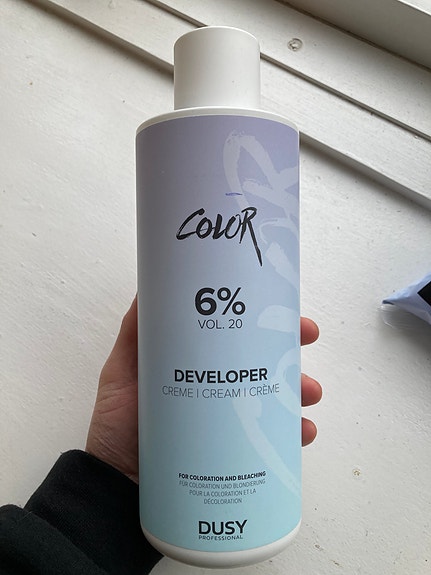 COLOR
6%
VOL. 20
DEVELOPER
CREME | CREAM | CRÈME
FOR COLORATION AND BLEACHING
FÜR COLORATION UND BLONDIERUNG
POUR LA COLORATION ET LA
DÉCOLORATION
DUSY
PROFESSIONAL